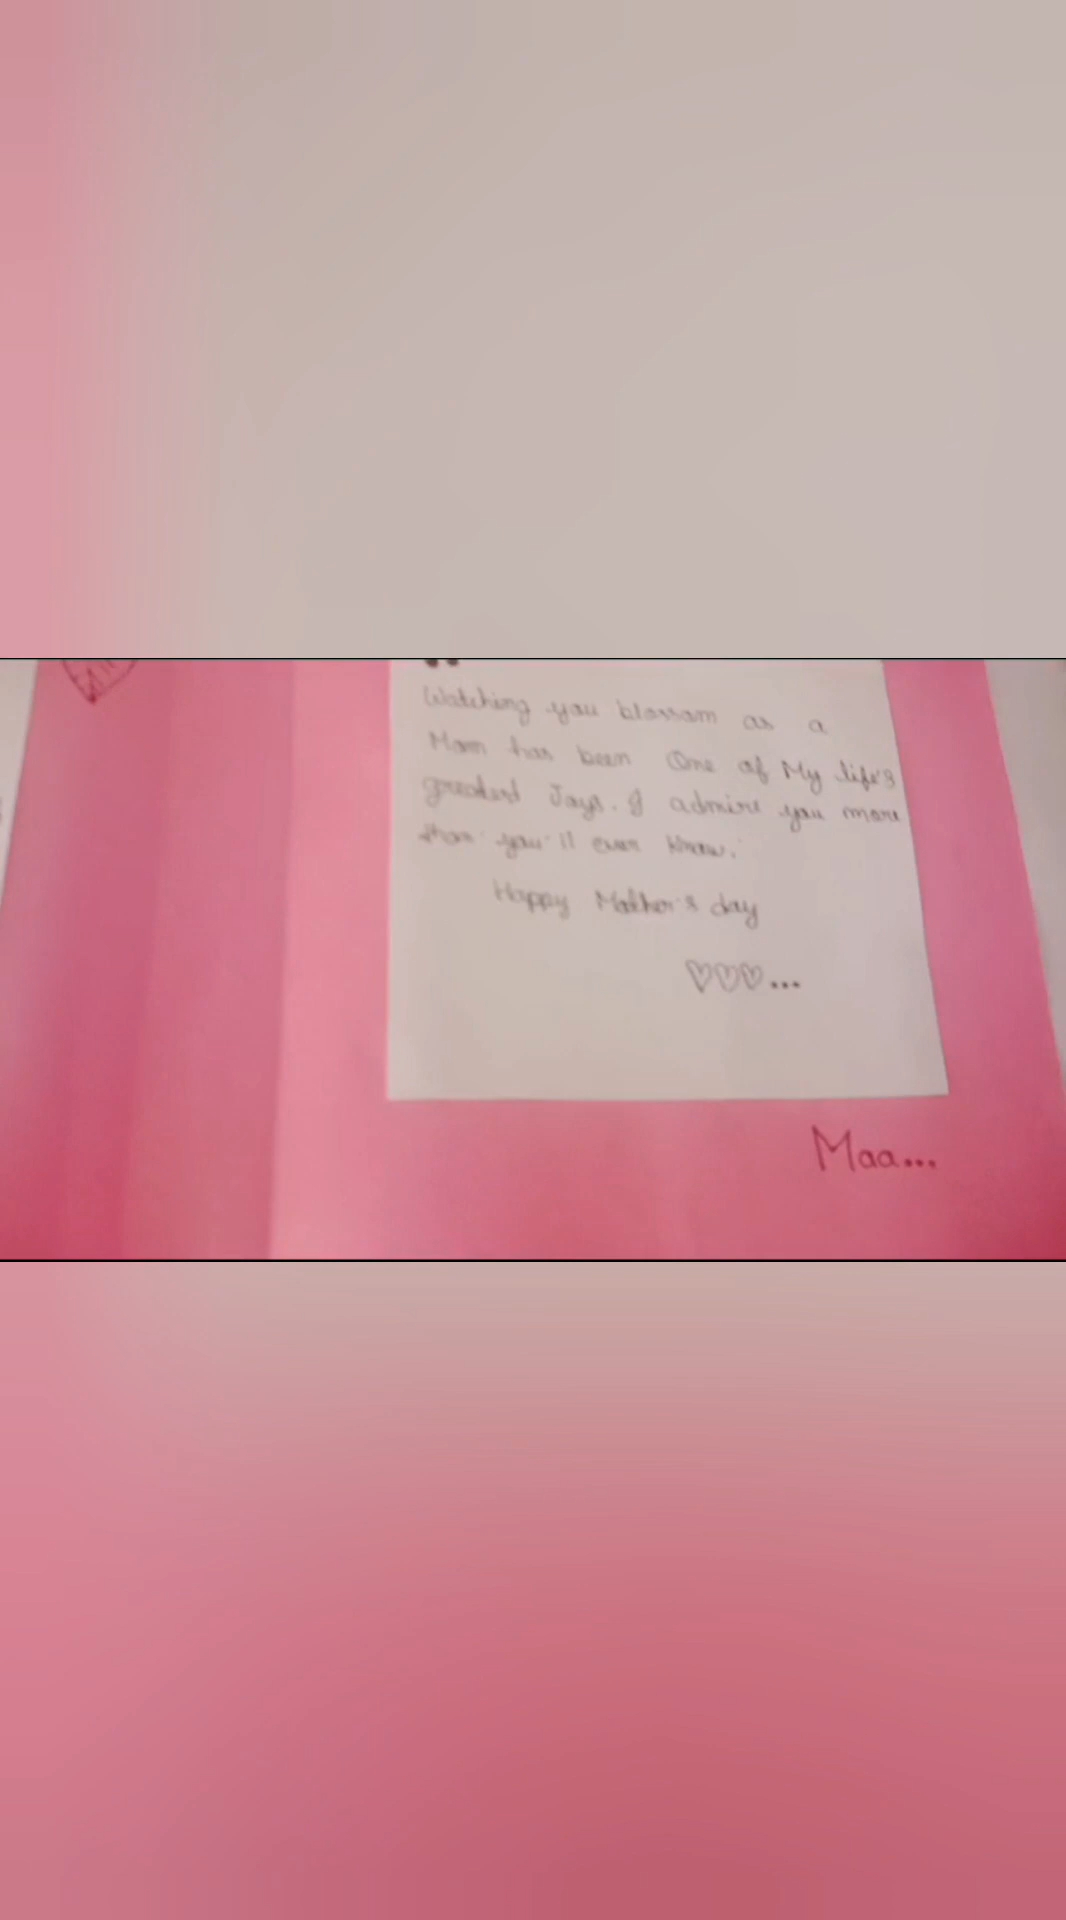 Watching you blossom as a
Mom has been One of My life's
greatest Joys. I admire you more
than you'll ever know.
Happy Mother's day
Maa...